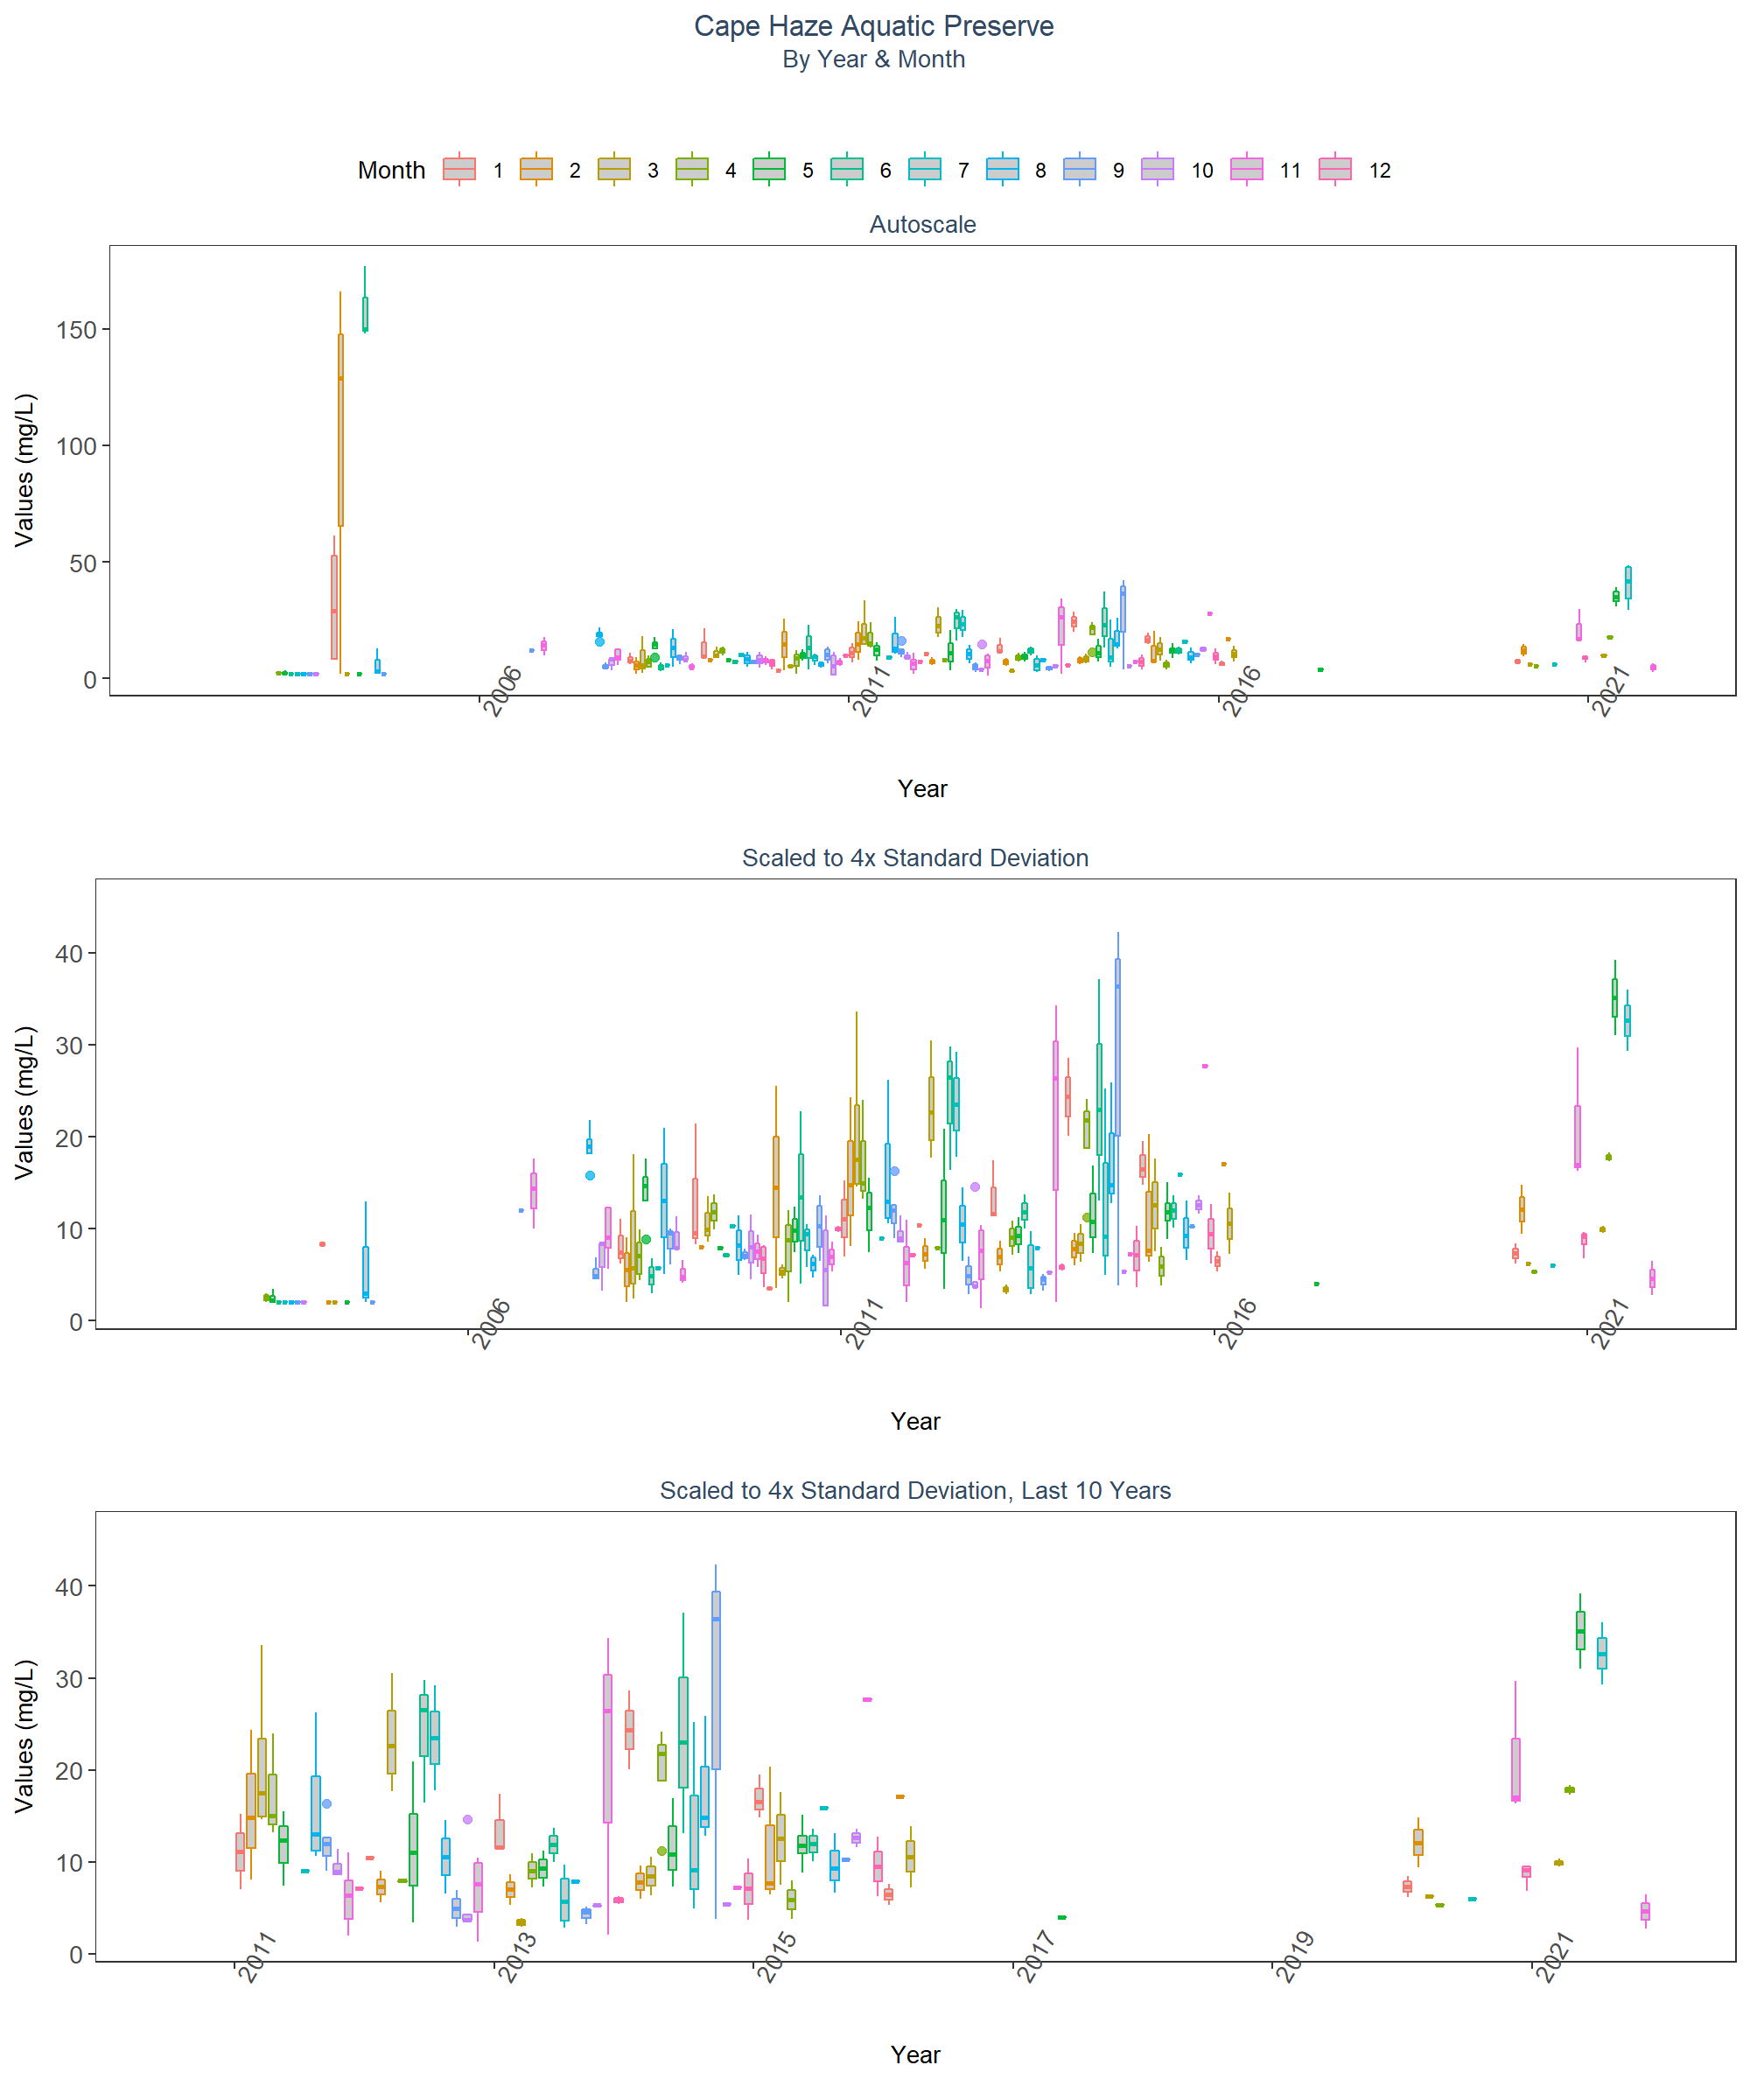 Cape Haze Aquatic Preserve
By Year & Month
Month 1 2 3 4 5 6 7 8 9 10 11 12
Autoscale
Values (mg/L)
150
100
50
0
2006 2011 2016 2021
Year
Scaled to 4x Standard Deviation
Values (mg/L)
40
30
20
10
0
2006 2011 2016 2021
Year
Scaled to 4x Standard Deviation, Last 10 Years
Values (mg/L)
40
30
20
10
0
2011 2013 2015 2017 2019 2021
Year